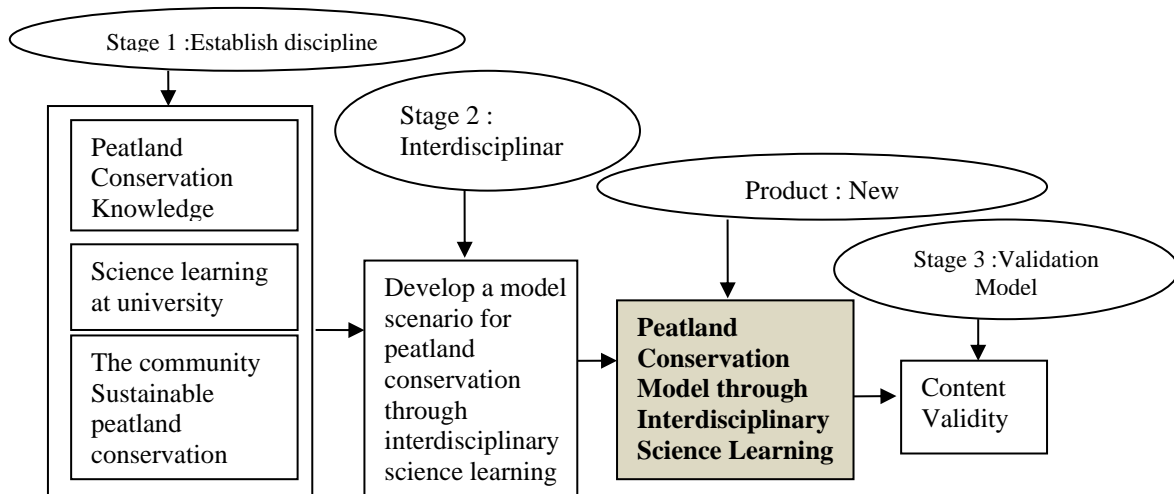 Stage 1 :Establish discipline
Peatland
Conservation
Knowledge
Science learning
at university
The community
Sustainable
peatland
conservation
Stage 2 :
Interdisciplinar
Develop a model
scenario for
peatland
conservation
through
interdisciplinary
science learning
Product : New
Peatland
Conservation
Model through
Interdisciplinary
Science Learning
Stage 3 :Validation
Model
Content
Validity